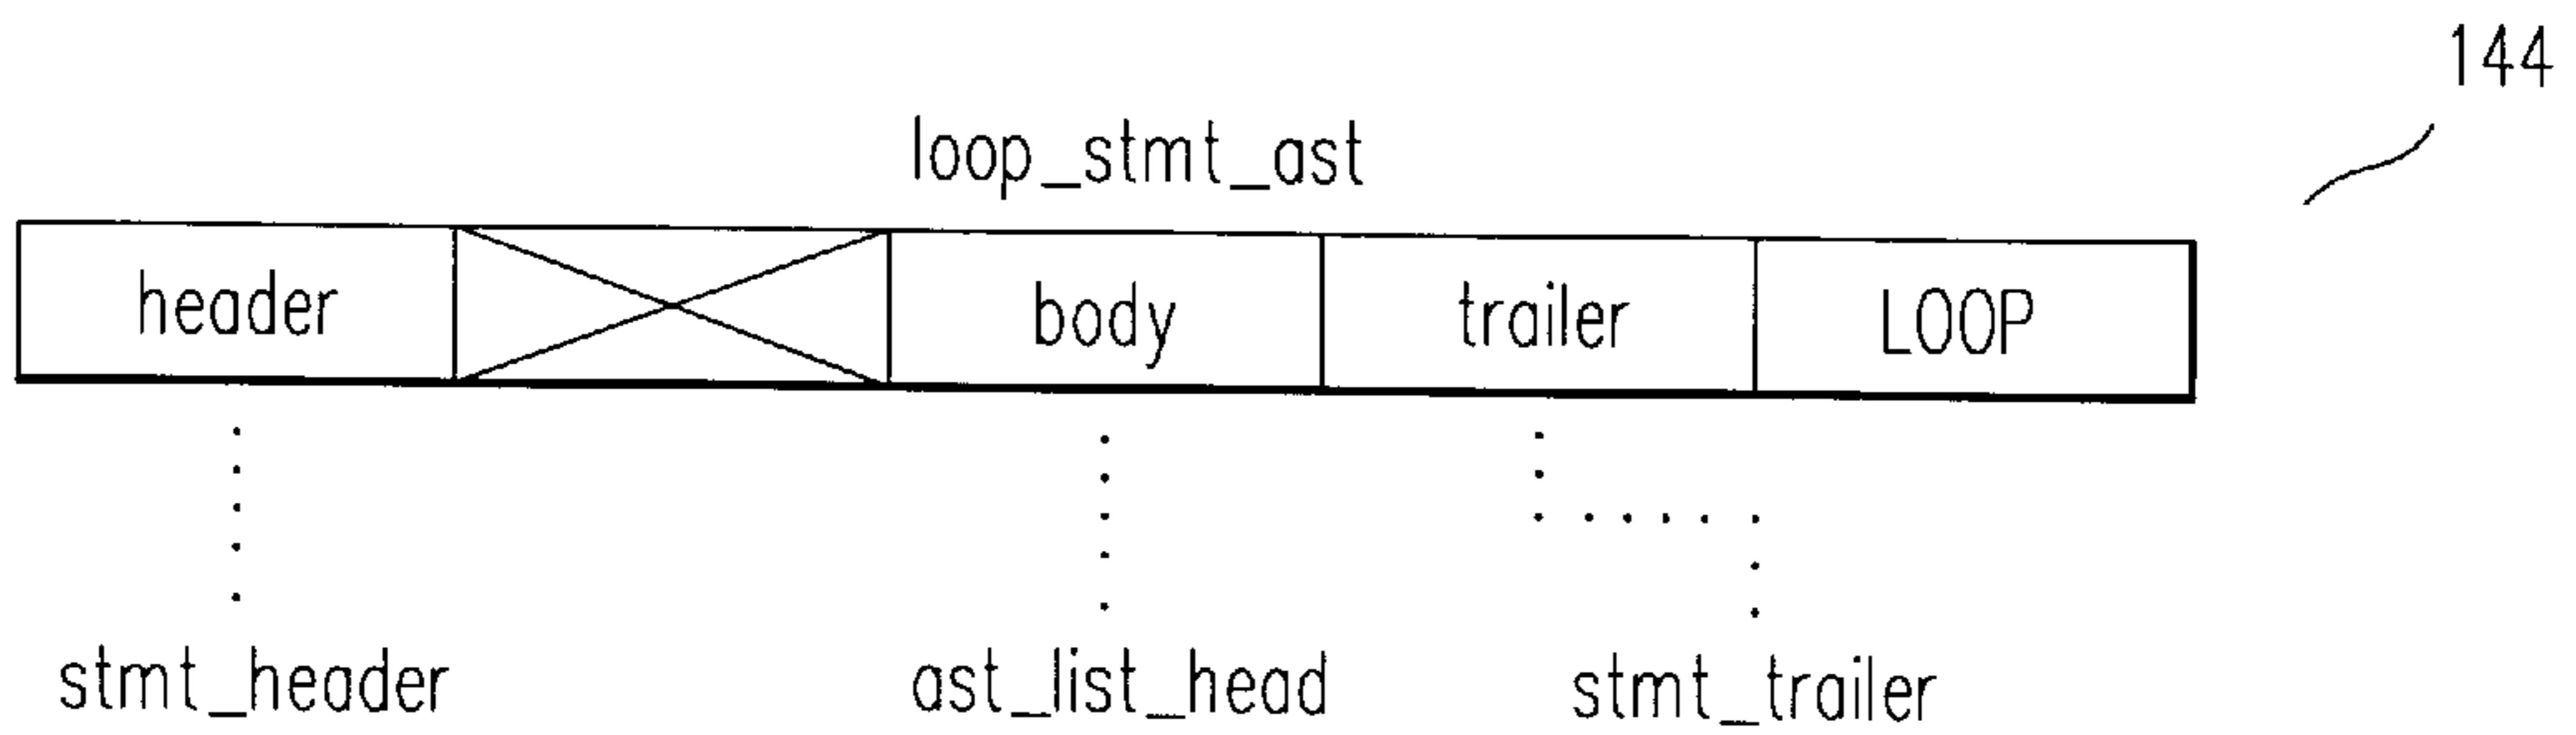 144
loop_stmt_ast
header body trailer LOOP
stmt_header ast_list_head stmt_trailer